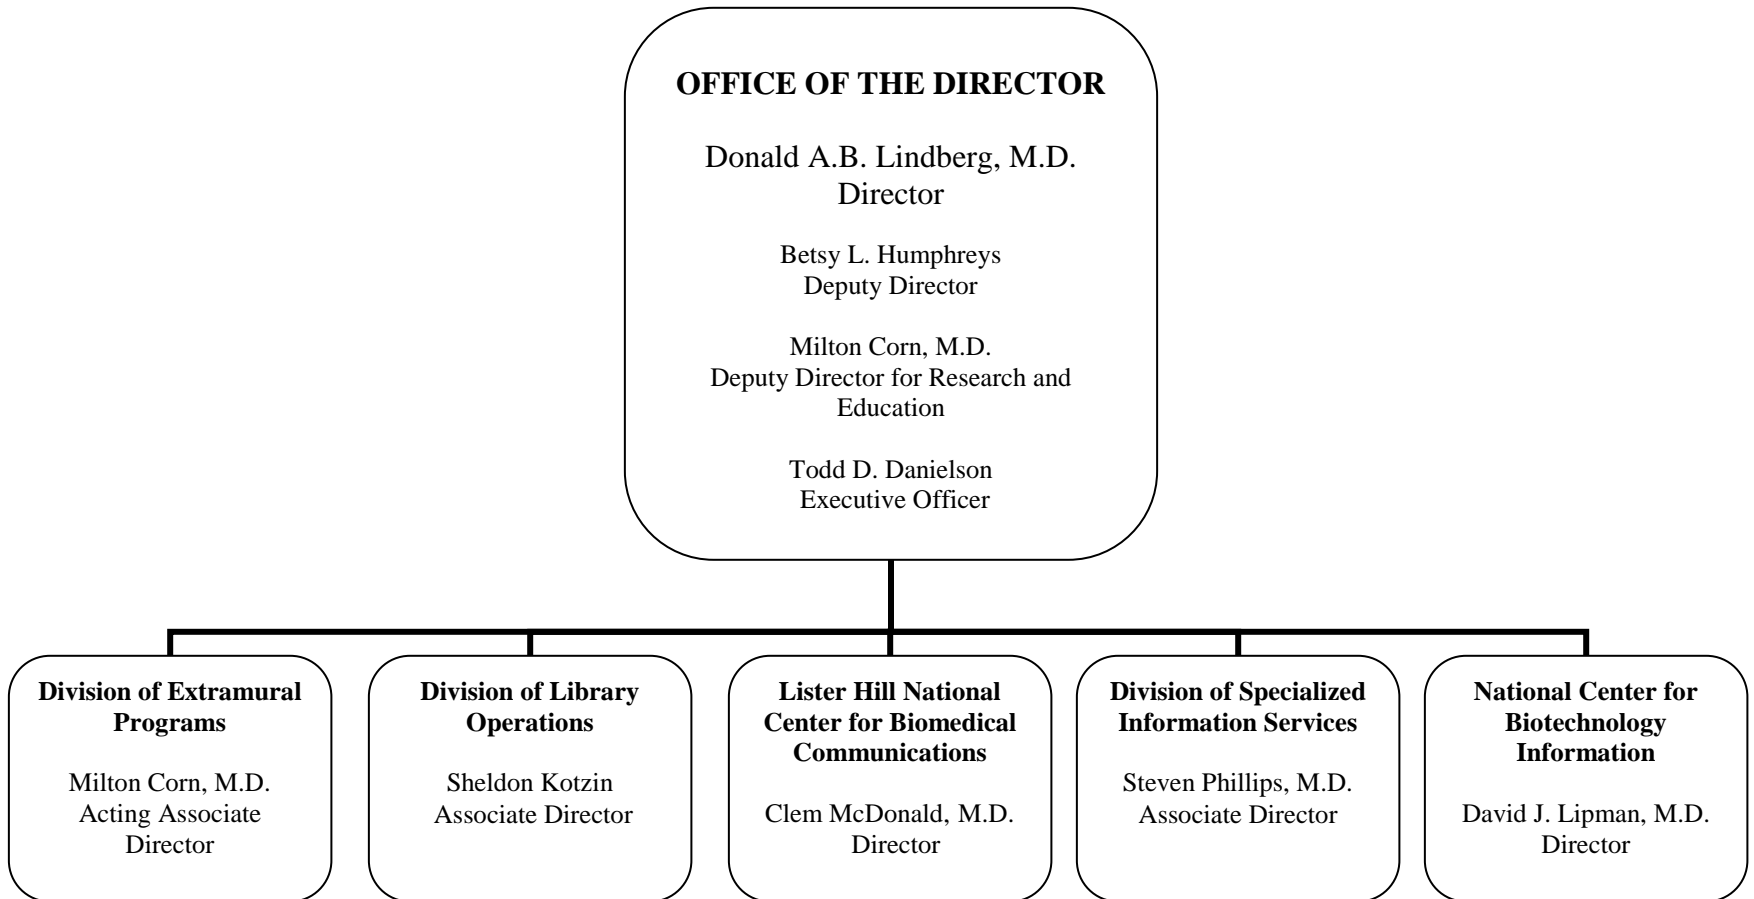 OFFICE OF THE DIRECTOR
Donald A.B. Lindberg, M.D.
Director
Betsy L. Humphreys
Deputy Director
Milton Corn, M.D.
Deputy Director for Research and
Education
Todd D. Danielson
Executive Officer
Division of Extramural
Programs
Milton Corn, M.D.
Acting Associate
Director
Division of Library
Operations
Sheldon Kotzin
Associate Director
Lister Hill National
Center for Biomedical
Communications
Clem McDonald, M.D.
Director
Division of Specialized
Information Services
Steven Phillips, M.D.
Associate Director
National Center for
Biotechnology
Information
David J. Lipman, M.D.
Director